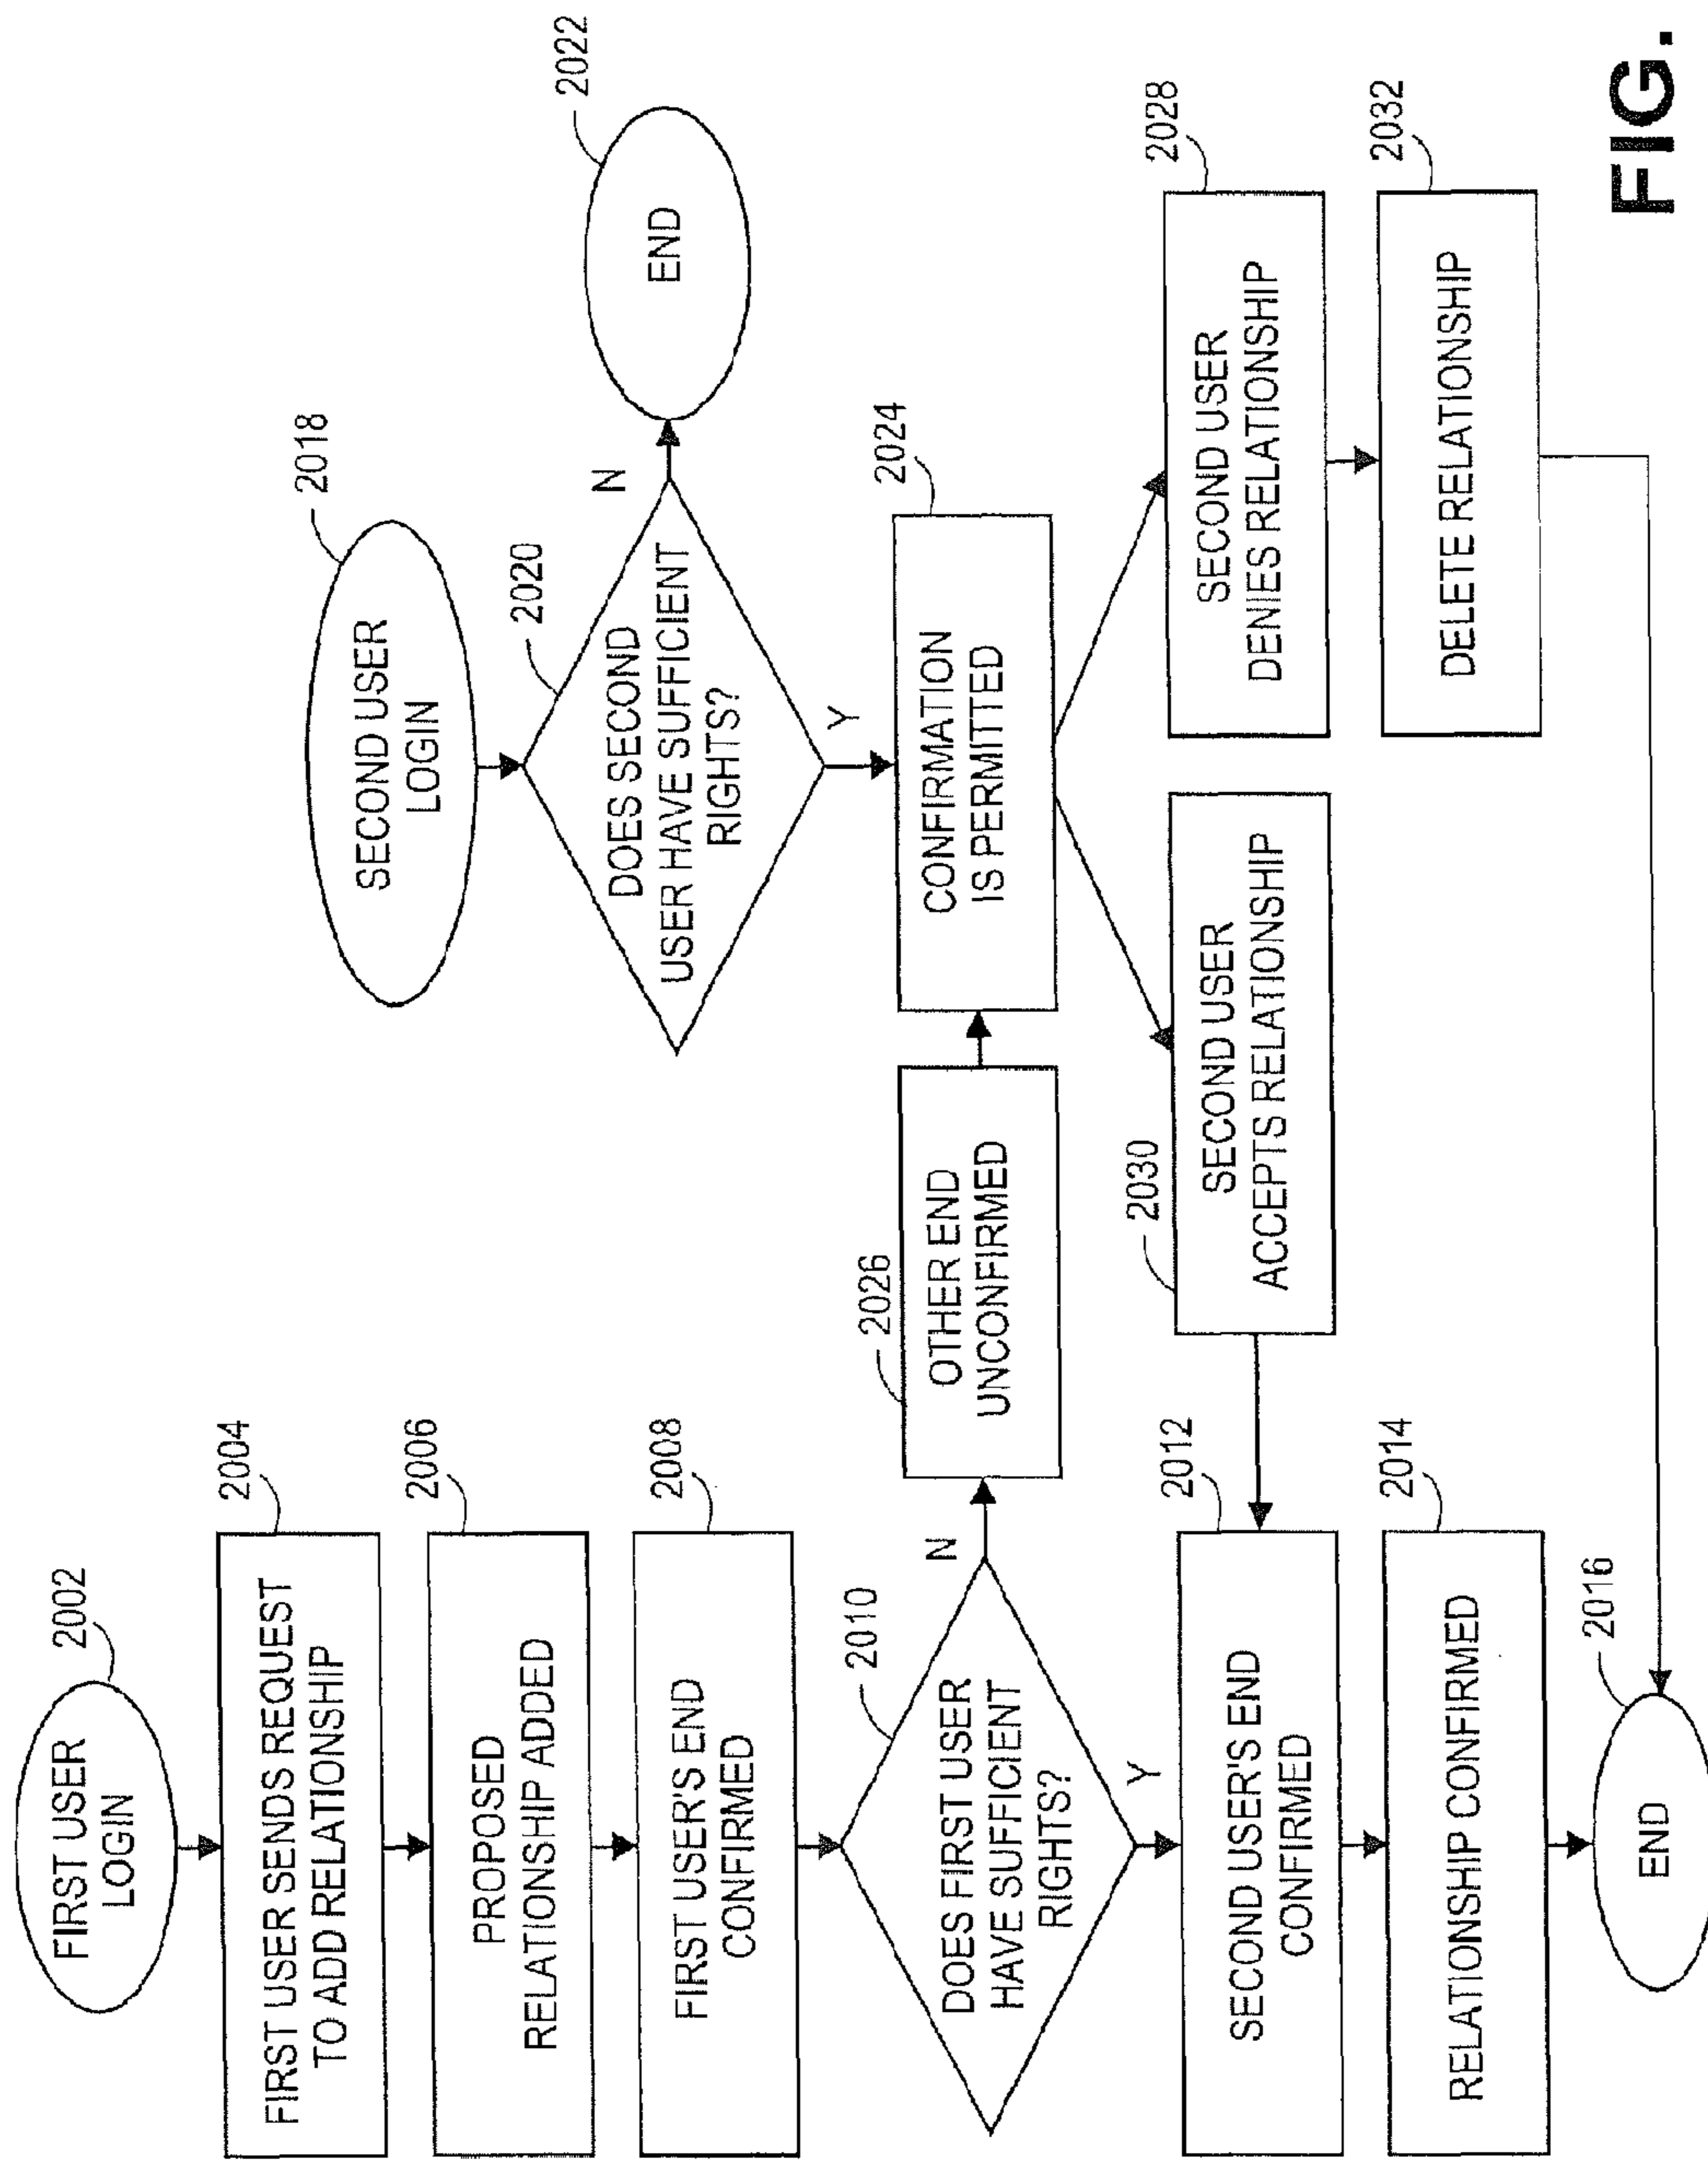 FIRST USER
LOGIN
2002
FIRST USER SENDS REQUEST
TO ADD RELATIONSHIP
2004
PROPOSED
RELATIONSHIP ADDED
2006
FIRST USER'S END
CONFIRMED
2008
DOES FIRST USER
HAVE SUFFICIENT
RIGHTS?
2010
N
Y
SECOND USER'S END
CONFIRMED
2012
RELATIONSHIP CONFIRMED
2014
END
2016
SECOND USER
LOGIN
2018
DOES SECOND
USER HAVE SUFFICIENT
RIGHTS?
2020
N
END
2022
Y
OTHER END
UNCONFIRMED
2026
CONFIRMATION
IS PERMITTED
2024
SECOND USER
ACCEPTS RELATIONSHIP
2030
SECOND USER
DENIES RELATIONSHIP
2028
DELETE RELATIONSHIP
2032
FIG.